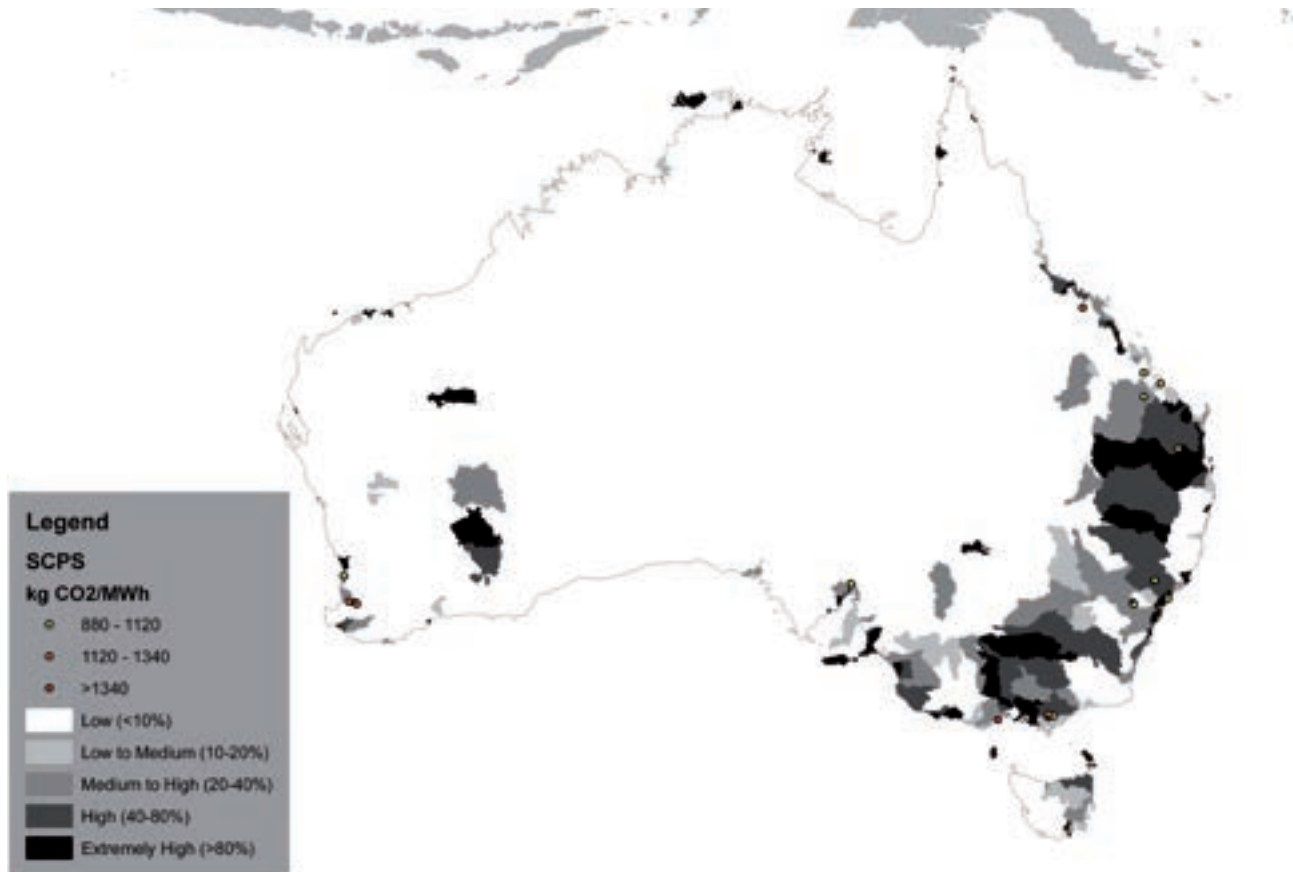 Legend
SCPS
kg CO2/MWh
880 - 1120
1120 - 1340
>1340
Low (<10%)
Low to Medium (10-20%)
Medium to High (20-40%)
High (40-80%)
Extremely High (>80%)